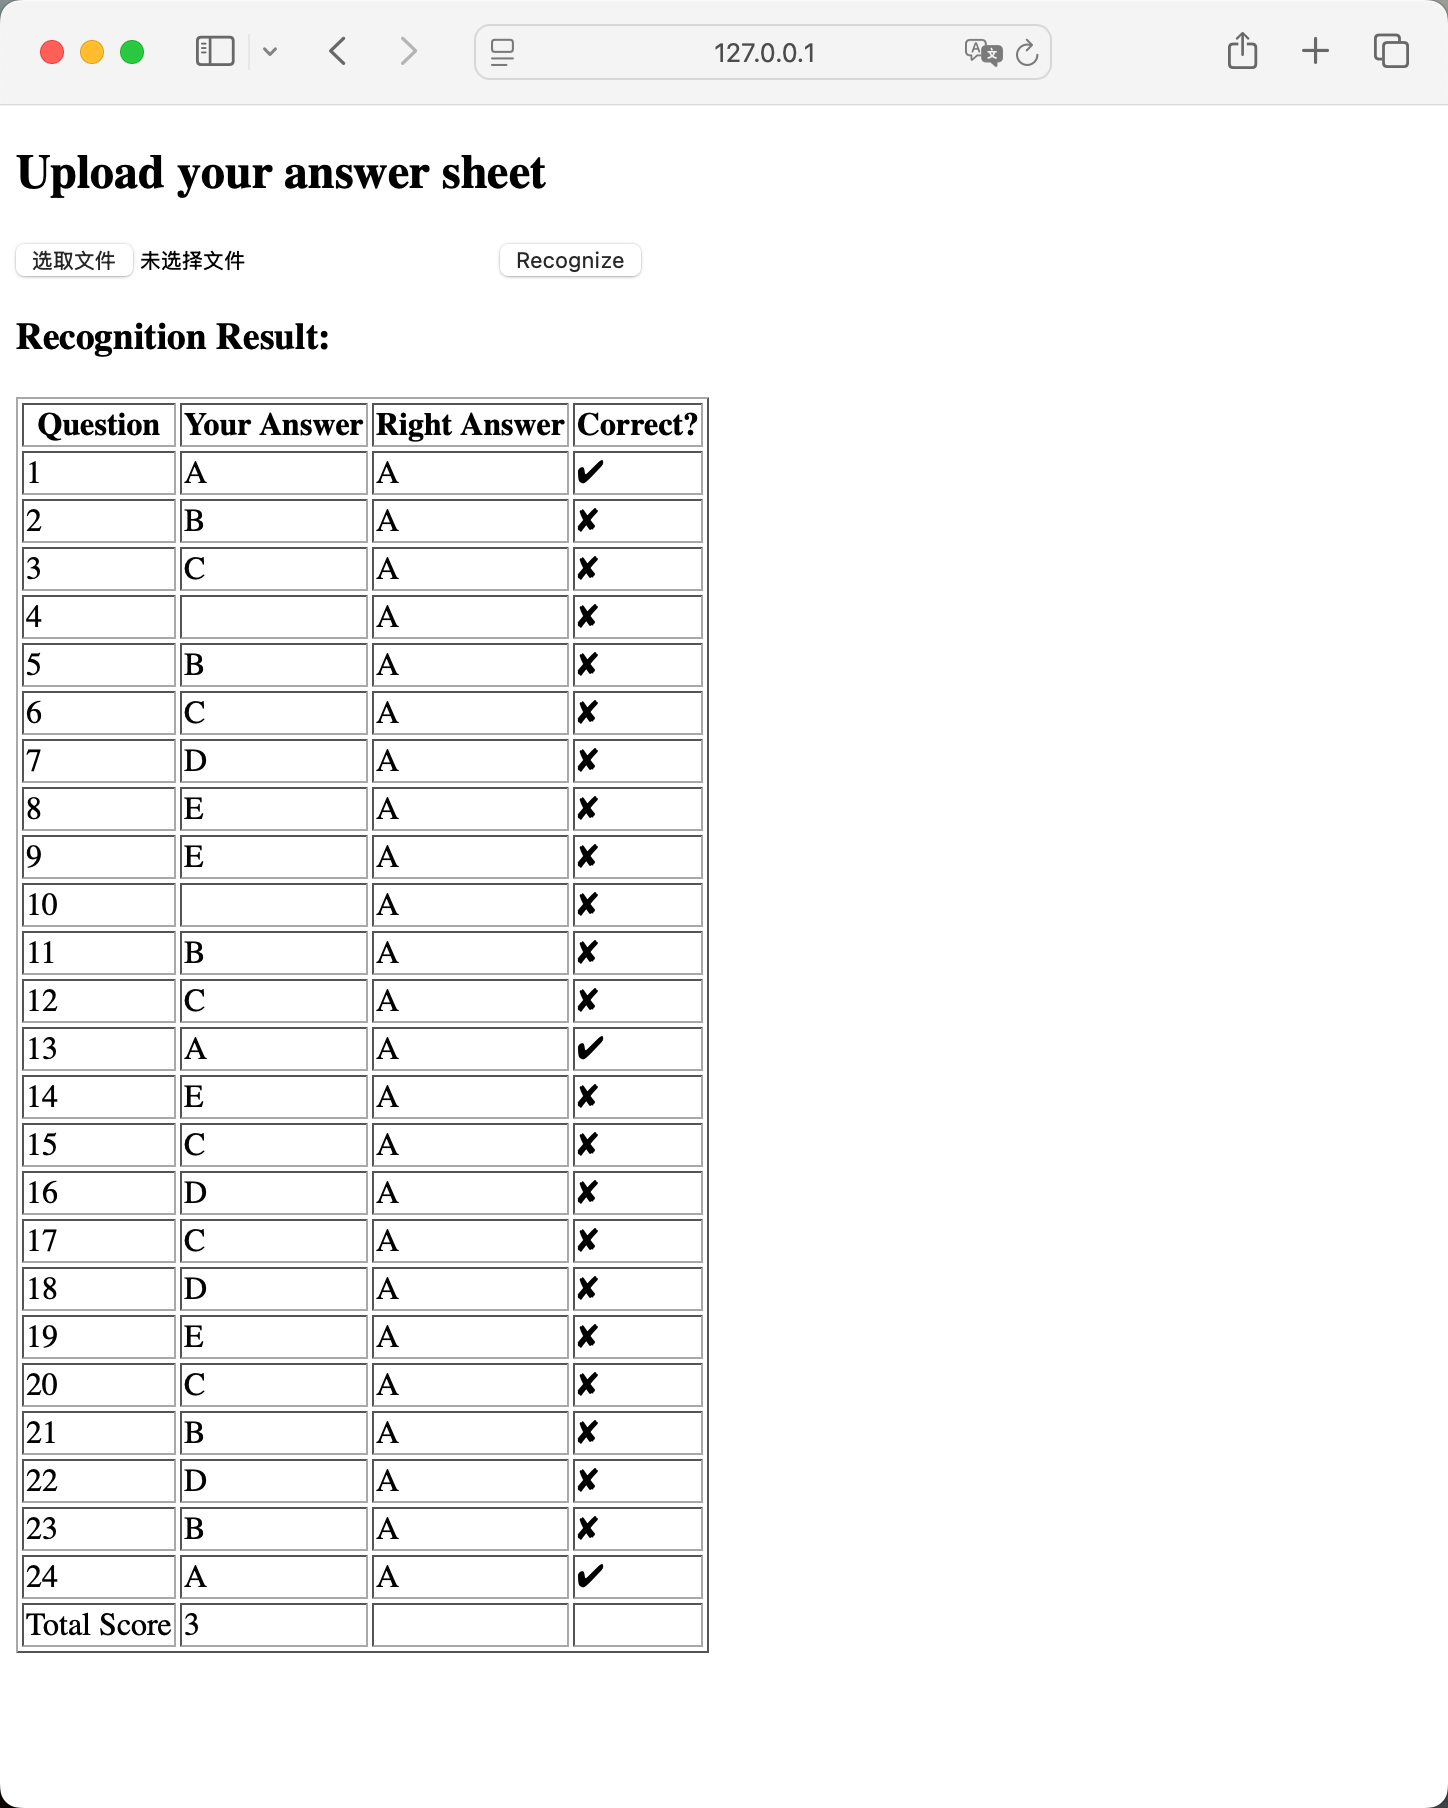 127.0.0.1
Upload your answer sheet
选取文件 未选择文件 Recognize
Recognition Result:
Question Your Answer Right Answer Correct?
1 A A ✔
2 B A ✘
3 C A ✘
4 A ✘
5 B A ✘
6 C A ✘
7 D A ✘
8 E A ✘
9 E A ✘
10 A ✘
11 B A ✘
12 C A ✘
13 A A ✔
14 E A ✘
15 C A ✘
16 D A ✘
17 C A ✘
18 D A ✘
19 E A ✘
20 C A ✘
21 B A ✘
22 D A ✘
23 B A ✘
24 A A ✔
Total Score 3